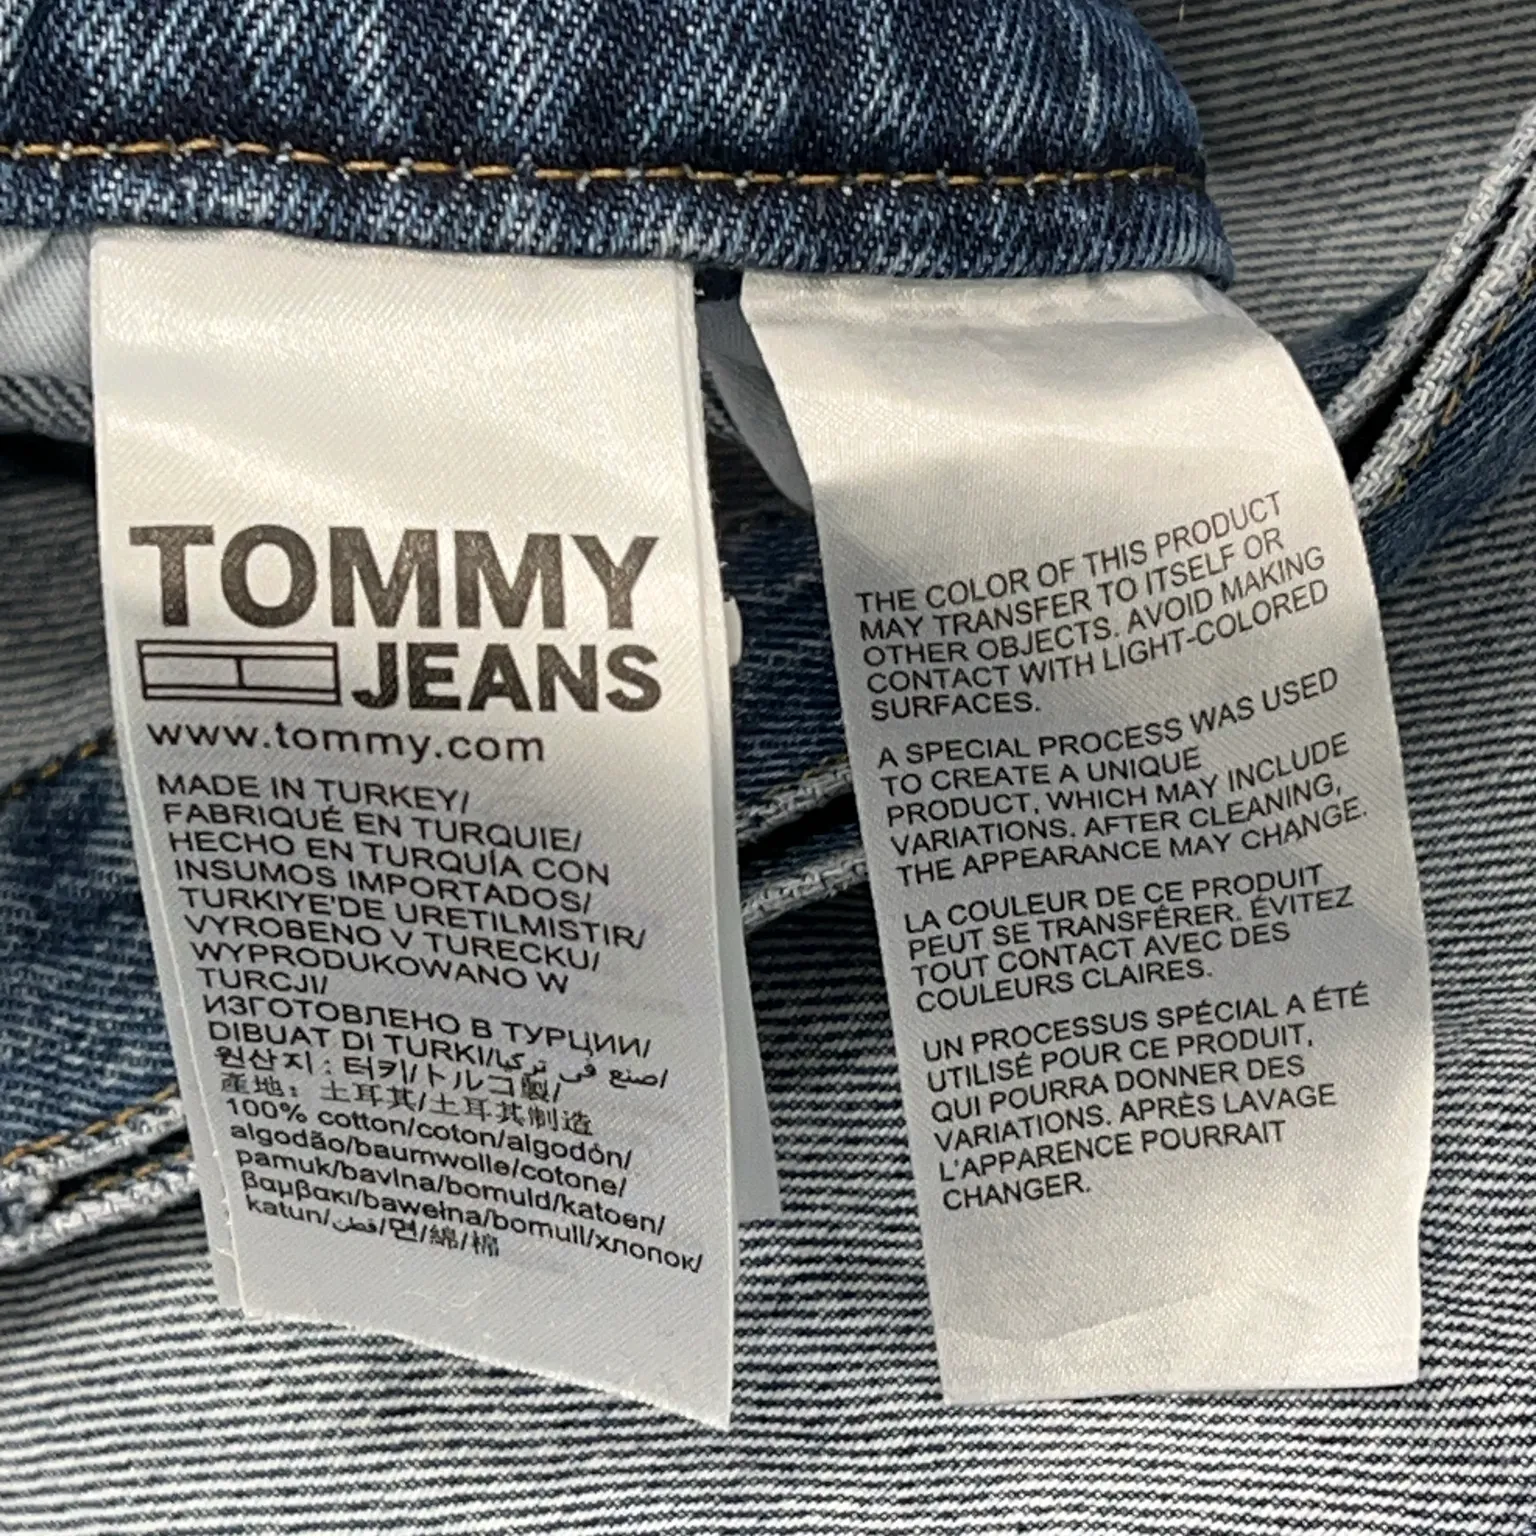 TOMMY
JEANS
www.tommy.com
MADE IN TURKEY/
FABRIQUÉ EN TURQUIE/
HECHO EN TURQUÍA CON
INSUMOS IMPORTADOS/
TURKIYE'DE URETILMISTIR/
VYROBENO V TURECKU/
WYPRODUKOWANO W
TURCJI/
ИЗГОТОВЛЕНО В ТУРЦИИ/
DIBUAT DI TURKI/صنع في تركيا/
원산지 : 터키/トルコ製/
產地：土耳其/土耳其制造
100% cotton/coton/algodón/
algodão/baumwolle/cotone/
pamuk/bavlna/bomuld/katoen/
βαμβακι/bawełna/bomull/хлопок/
katun/قطن/면/綿/棉
THE COLOR OF THIS PRODUCT
MAY TRANSFER TO ITSELF OR
OTHER OBJECTS. AVOID MAKING
CONTACT WITH LIGHT-COLORED
SURFACES.
A SPECIAL PROCESS WAS USED
TO CREATE A UNIQUE
PRODUCT, WHICH MAY INCLUDE
VARIATIONS. AFTER CLEANING,
THE APPEARANCE MAY CHANGE.
LA COULEUR DE CE PRODUIT
PEUT SE TRANSFÉRER. ÉVITEZ
TOUT CONTACT AVEC DES
COULEURS CLAIRES.
UN PROCESSUS SPÉCIAL A ÉTÉ
UTILISÉ POUR CE PRODUIT,
QUI POURRA DONNER DES
VARIATIONS. APRÈS LAVAGE
L'APPARENCE POURRAIT
CHANGER.